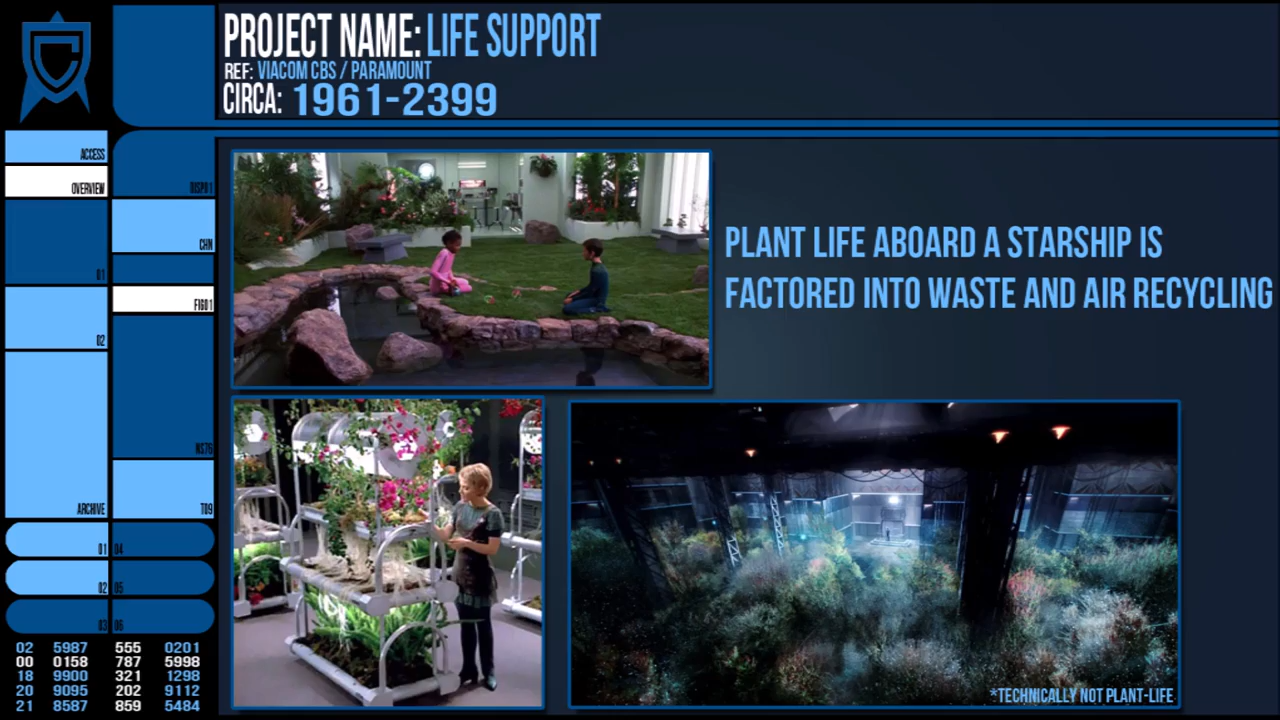 PROJECT NAME: LIFE SUPPORT
REF: VIACOM CBS / PARAMOUNT
CIRCA: 1961-2399
ACCESS
OVERVIEW
01
02
ARCHIVE
01
02
03
CHN
FIG01
NS76
T09
04
05
06
PLANT LIFE ABOARD A STARSHIP IS
FACTORED INTO WASTE AND AIR RECYCLING
*TECHNICALLY NOT PLANT-LIFE
02 5987 555 0201
00 0158 787 5998
18 9900 321 1298
20 9095 202 9112
21 8587 859 5484